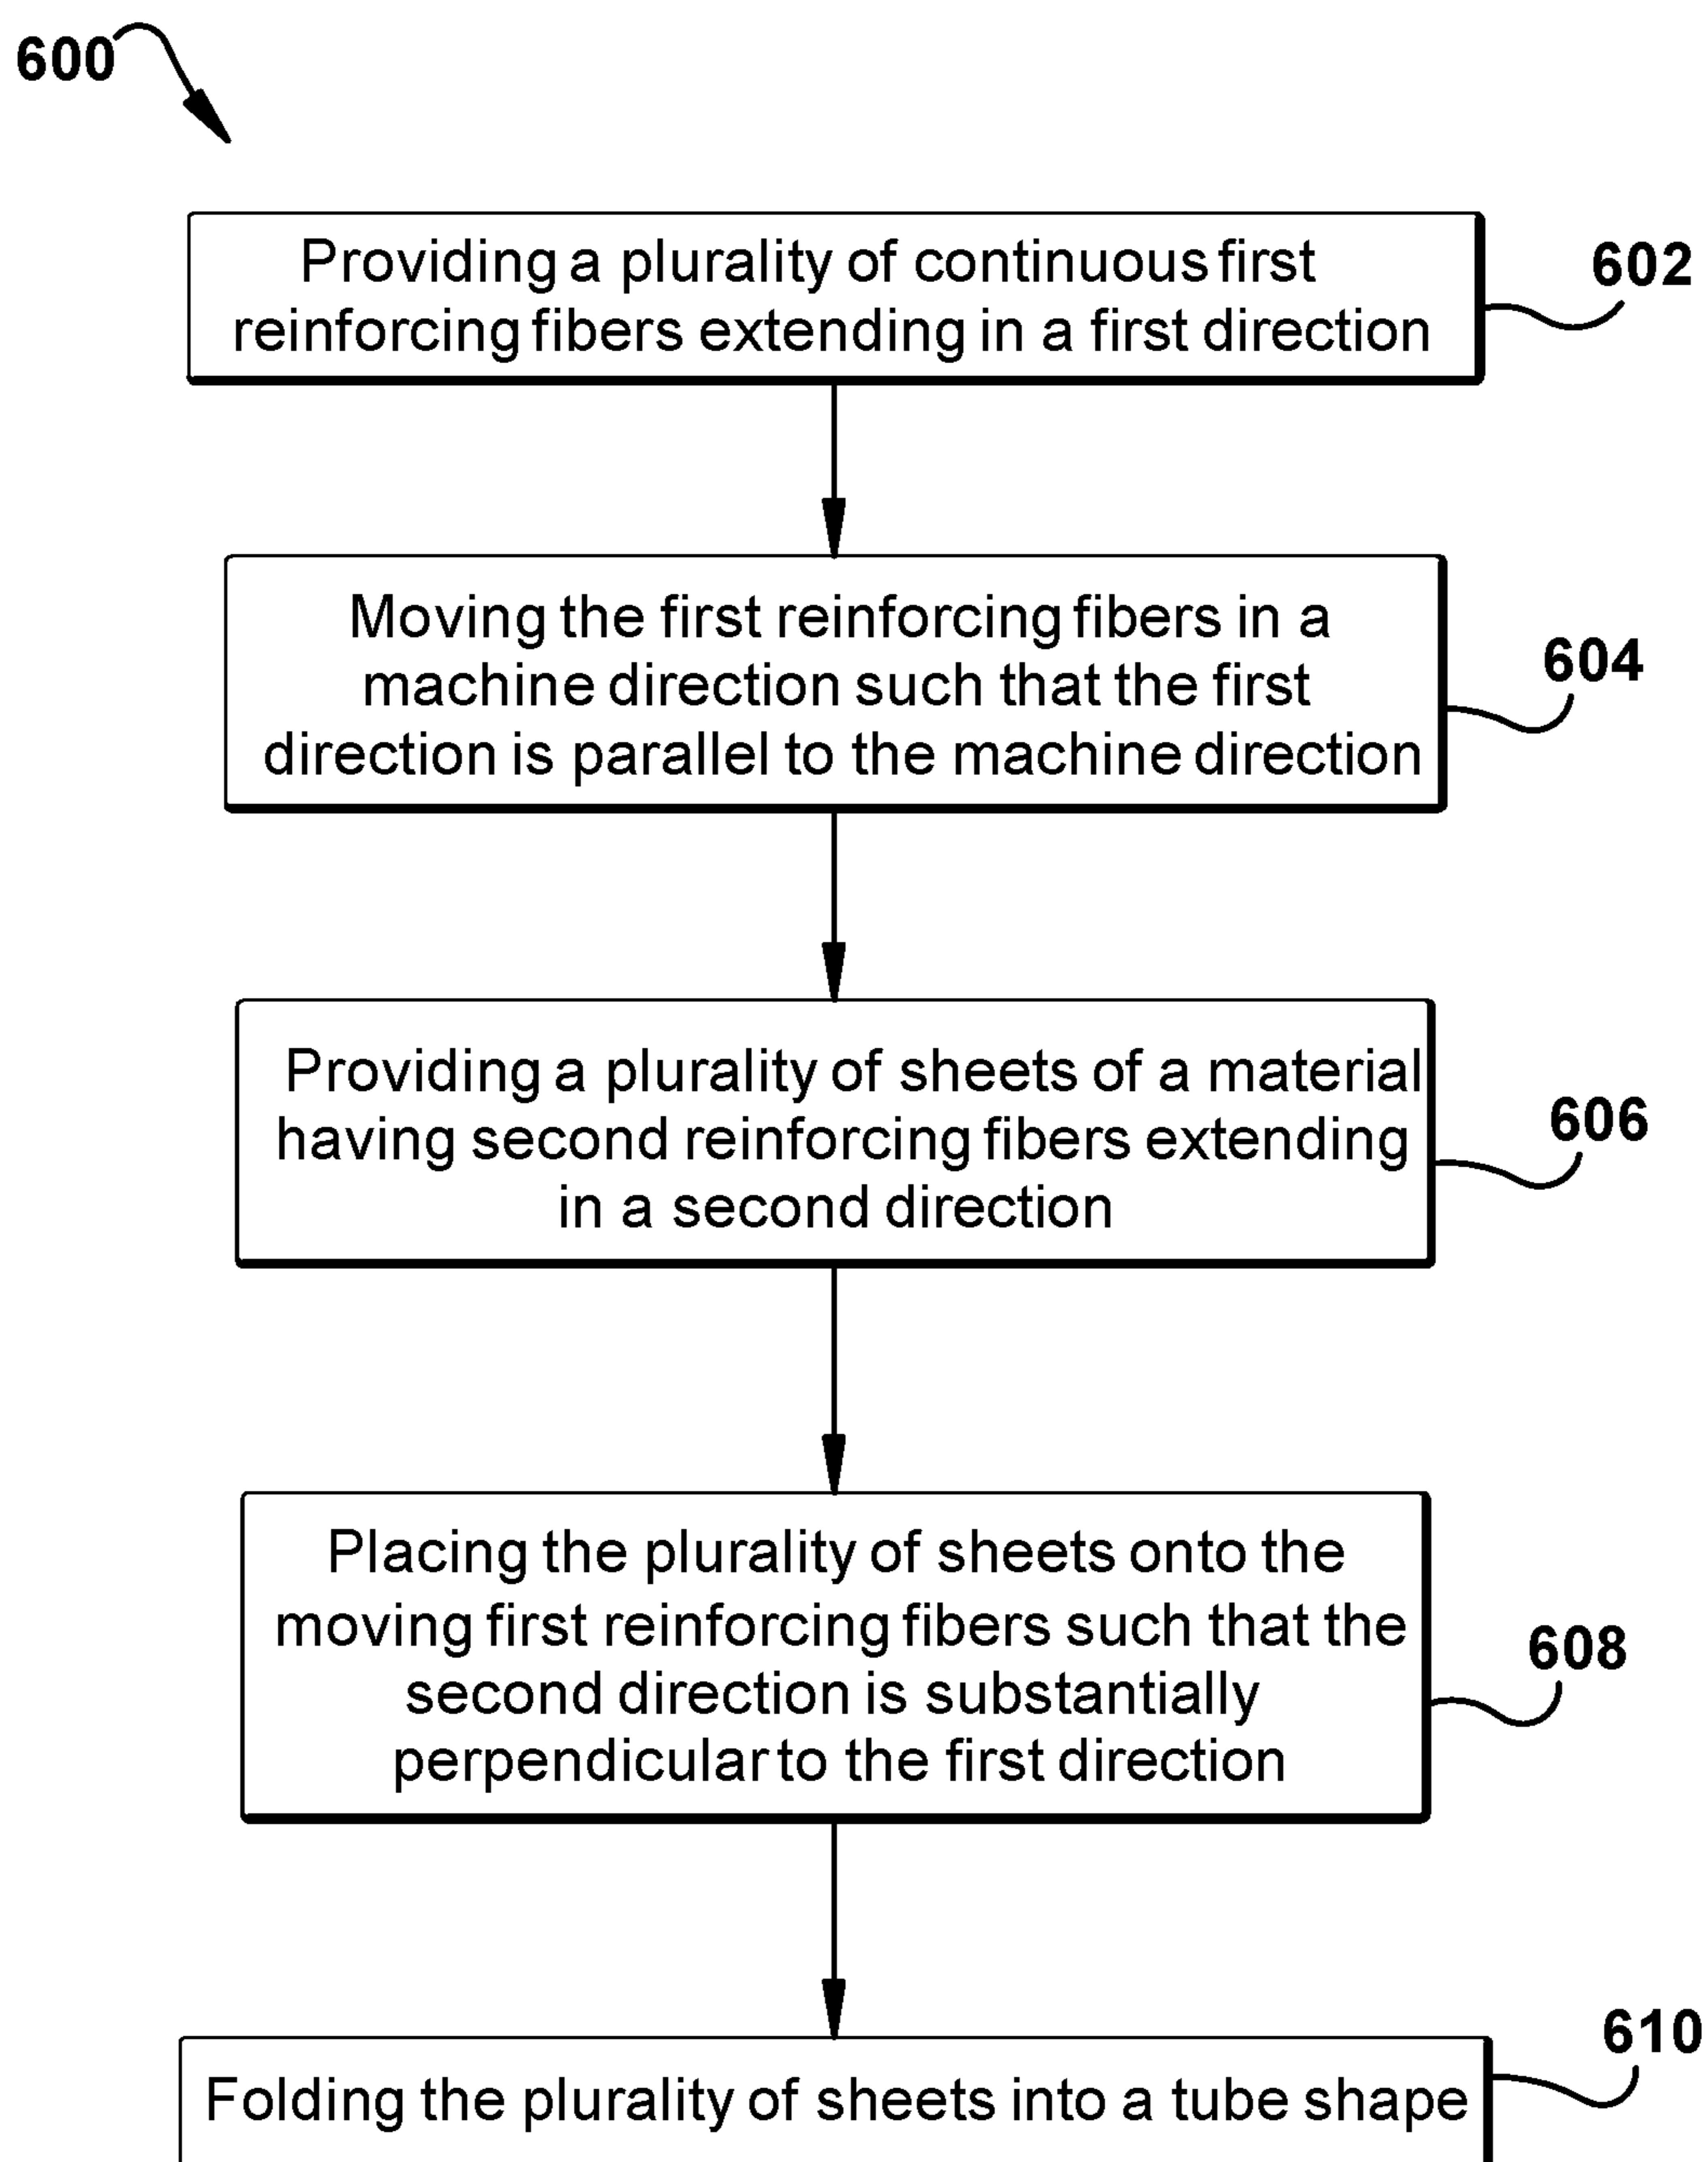 600
Providing a plurality of continuous first
reinforcing fibers extending in a first direction
602
Moving the first reinforcing fibers in a
machine direction such that the first
direction is parallel to the machine direction
604
Providing a plurality of sheets of a material
having second reinforcing fibers extending
in a second direction
606
Placing the plurality of sheets onto the
moving first reinforcing fibers such that the
second direction is substantially
perpendicular to the first direction
608
Folding the plurality of sheets into a tube shape
610